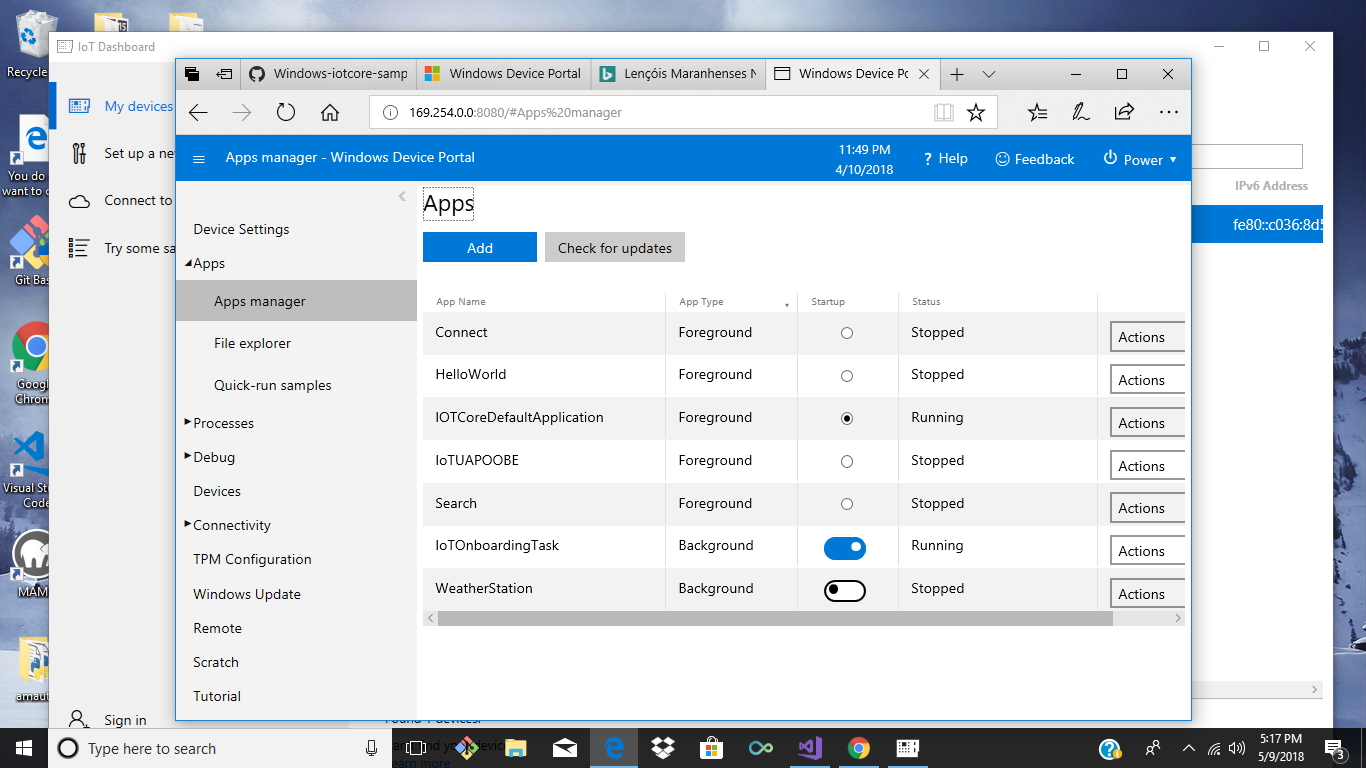 Recycle
You do
want to c
Git Bas
Googl
Chrom
Visual Stu
Code
MAM
amaut
IoT Dashboard
My devices
Set up a ne
Connect to
Try some sa
Sign in
IPv6 Address
fe80::c036:8d5
Windows-iotcore-samp
Windows Device Portal
Lençóis Maranhenses N
Windows Device Po
169.254.0.0:8080/#Apps%20manager
Apps manager - Windows Device Portal
11:49 PM
4/10/2018
? Help
Feedback
Power
Device Settings
Apps
Apps manager
File explorer
Quick-run samples
Processes
Debug
Devices
Connectivity
TPM Configuration
Windows Update
Remote
Scratch
Tutorial
Apps
Add
Check for updates
App Name App Type Startup Status
Connect Foreground Stopped Actions
HelloWorld Foreground Stopped Actions
IOTCoreDefaultApplication Foreground Running Actions
IoTUAPOOBE Foreground Stopped Actions
Search Foreground Stopped Actions
IoTOnboardingTask Background Running Actions
WeatherStation Background Stopped Actions
Type here to search
5:17 PM
5/9/2018
3